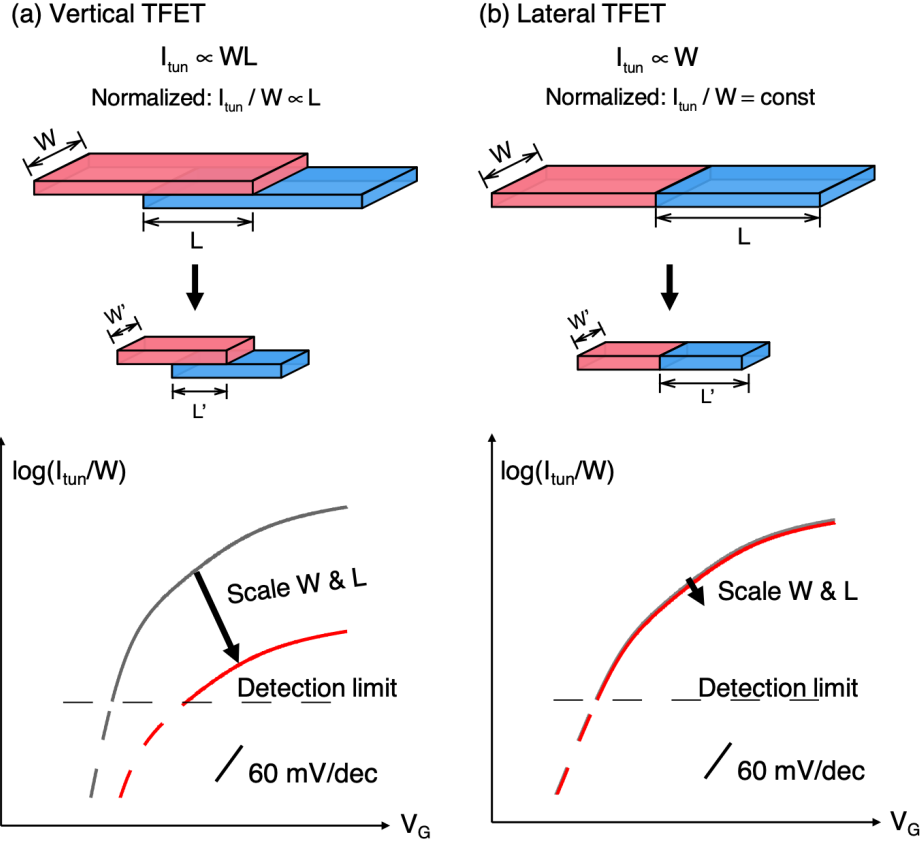 (a) Vertical TFET
I_tun ∝ WL
Normalized: I_tun / W ∝ L
W
L
W'
L'
log(I_tun/W)
Scale W & L
Detection limit
60 mV/dec
V_G
(b) Lateral TFET
I_tun ∝ W
Normalized: I_tun / W = const
W
L
W'
L'
log(I_tun/W)
Scale W & L
Detection limit
60 mV/dec
V_G